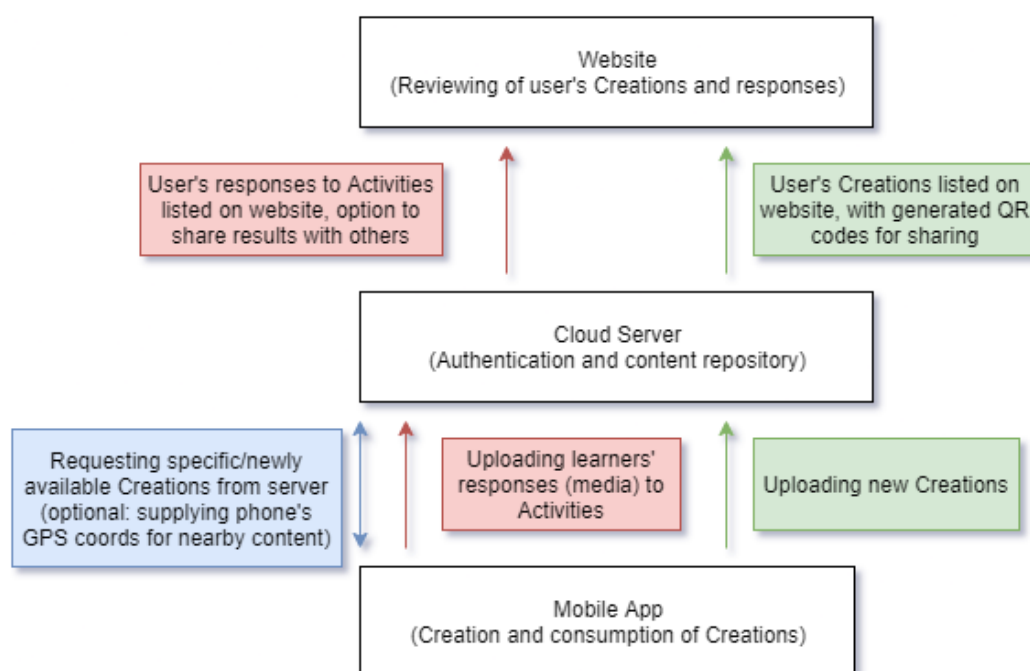 Website
(Reviewing of user's Creations and responses)
User's responses to Activities
listed on website, option to
share results with others
User's Creations listed on
website, with generated QR
codes for sharing
Cloud Server
(Authentication and content repository)
Requesting specific/newly
available Creations from server
(optional: supplying phone's
GPS coords for nearby content)
Uploading learners'
responses (media) to
Activities
Uploading new Creations
Mobile App
(Creation and consumption of Creations)